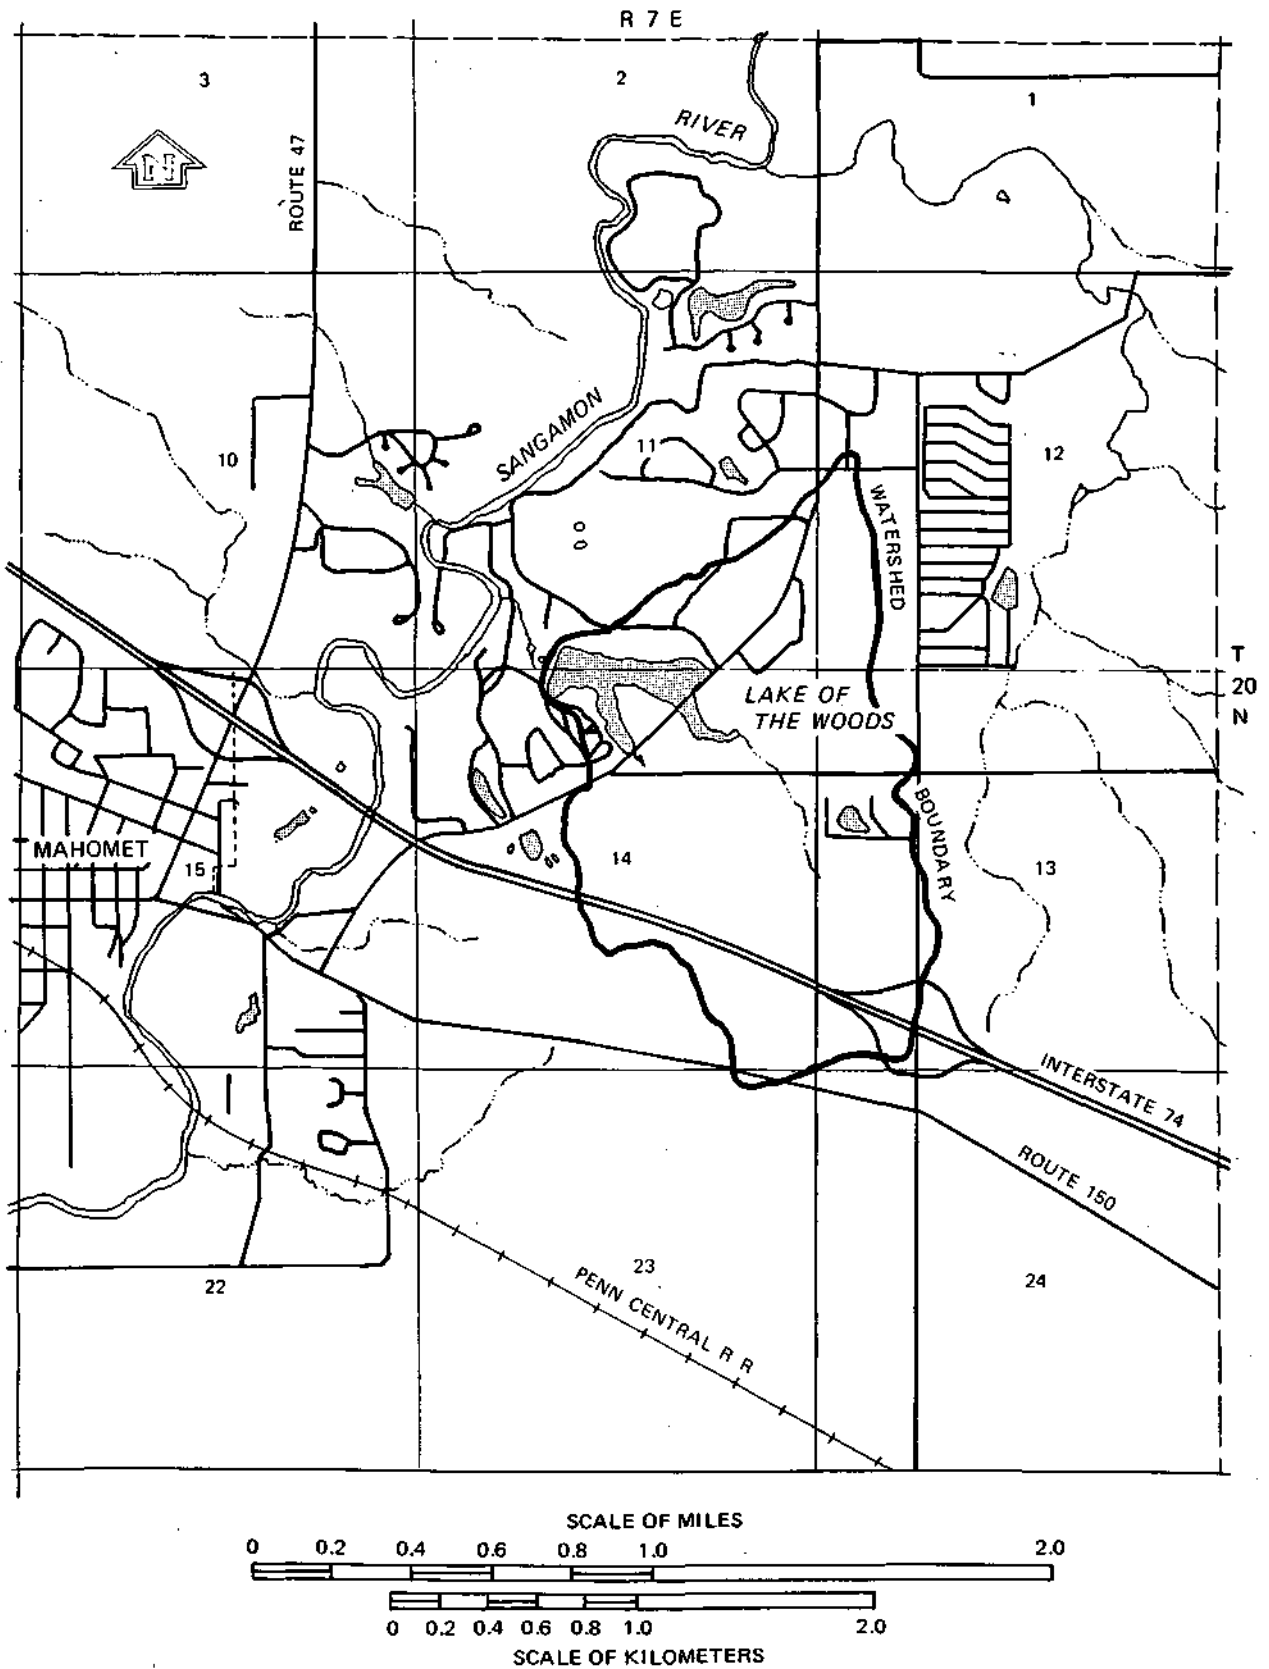 R 7 E
3
2
1
N
ROUTE 47
RIVER
SANGAMON
10
11
12
WATERSHED
T
20
N
LAKE OF
THE WOODS
BOUNDARY
MAHOMET
15
14
13
INTERSTATE 74
ROUTE 150
22
23
24
PENN CENTRAL R R
SCALE OF MILES
0 0.2 0.4 0.6 0.8 1.0 2.0
0 0.2 0.4 0.6 0.8 1.0 2.0
SCALE OF KILOMETERS